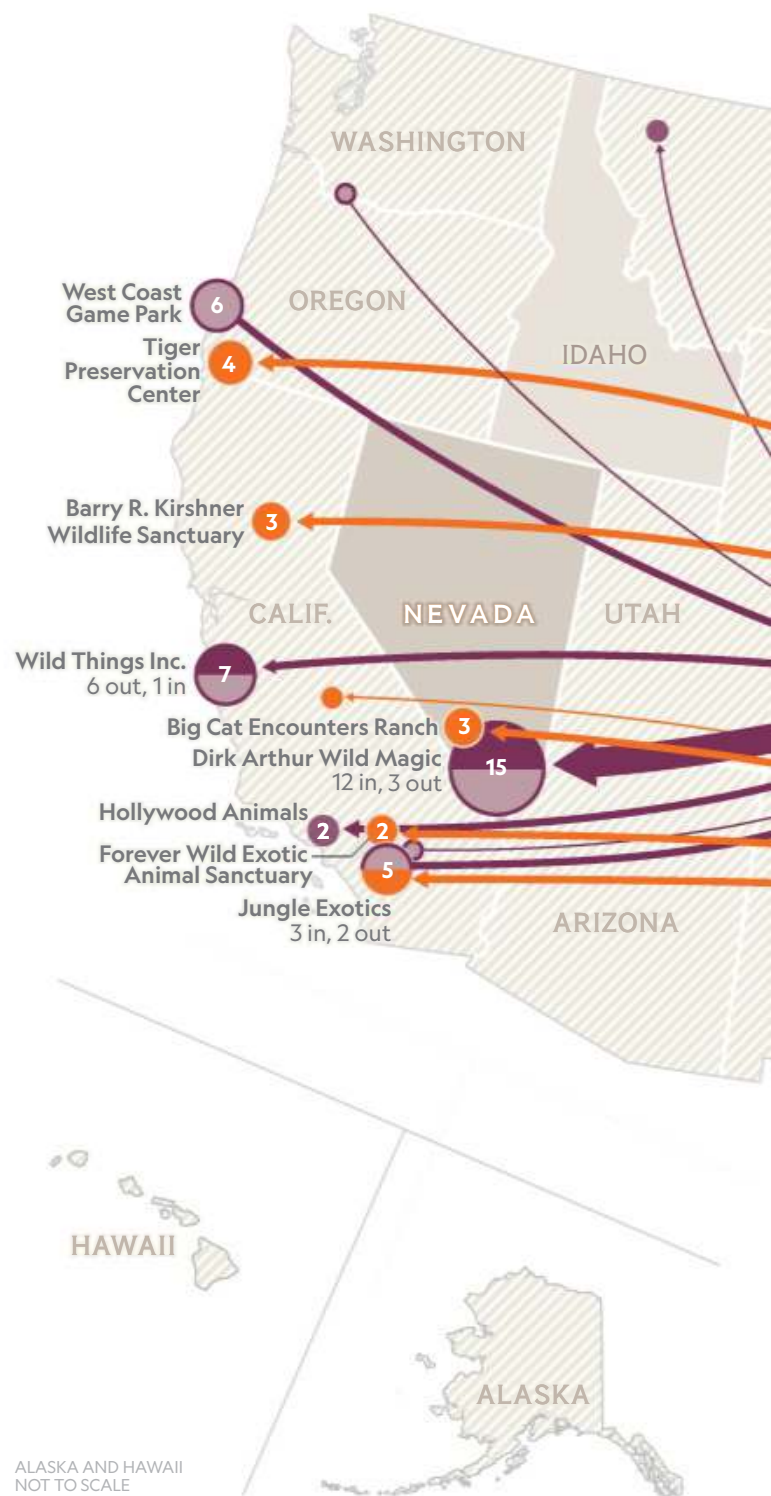 WASHINGTON
West Coast
Game Park
6
OREGON
Tiger
Preservation
Center
4
IDAHO
Barry R. Kirshner
Wildlife Sanctuary
3
CALIF.
NEVADA
UTAH
Wild Things Inc.
6 out, 1 in
7
Big Cat Encounters Ranch
3
Dirk Arthur Wild Magic
12 in, 3 out
15
Hollywood Animals
2
2
Forever Wild Exotic
Animal Sanctuary
5
Jungle Exotics
3 in, 2 out
ARIZONA
HAWAII
ALASKA
ALASKA AND HAWAII
NOT TO SCALE